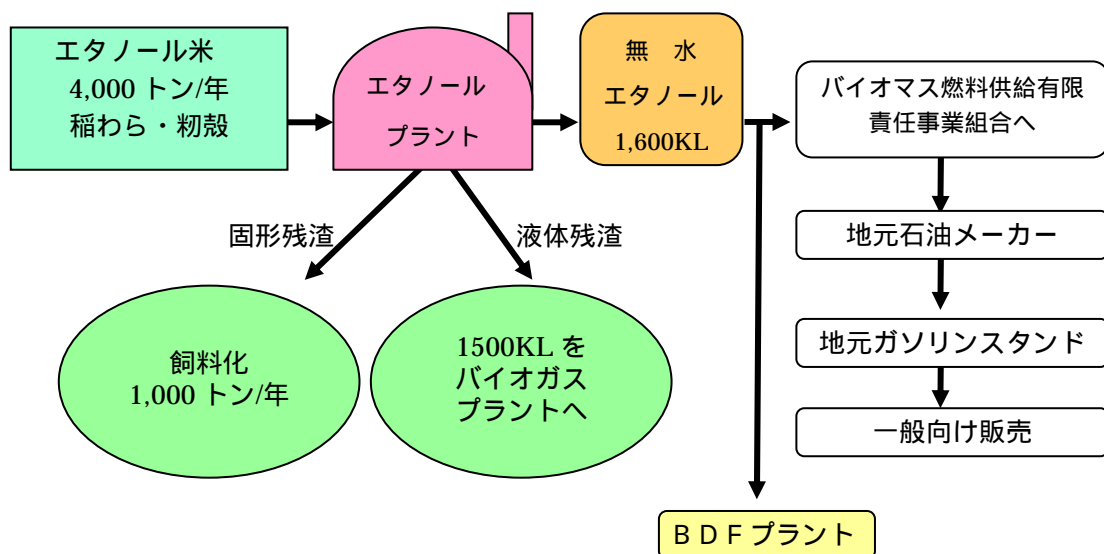 エタノール米
4,000 トン/年
稲わら・籾殻
エタノール
プラント
無 水
エタノール
1,600KL
バイオマス燃料供給有限
責任事業組合へ
固形残渣
液体残渣
地元石油メーカー
飼料化
1,000 トン/年
1500KL を
バイオガス
プラントへ
地元ガソリンスタンド
一般向け販売
ＢＤＦプラント